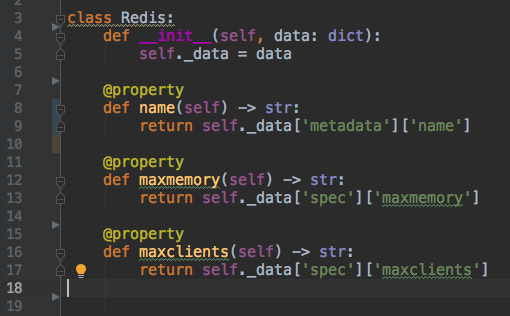 2
3 class Redis:
4     def __init__(self, data: dict):
5         self._data = data
6
7     @property
8     def name(self) -> str:
9         return self._data['metadata']['name']
10
11     @property
12     def maxmemory(self) -> str:
13         return self._data['spec']['maxmemory']
14
15     @property
16     def maxclients(self) -> str:
17         return self._data['spec']['maxclients']
18
19